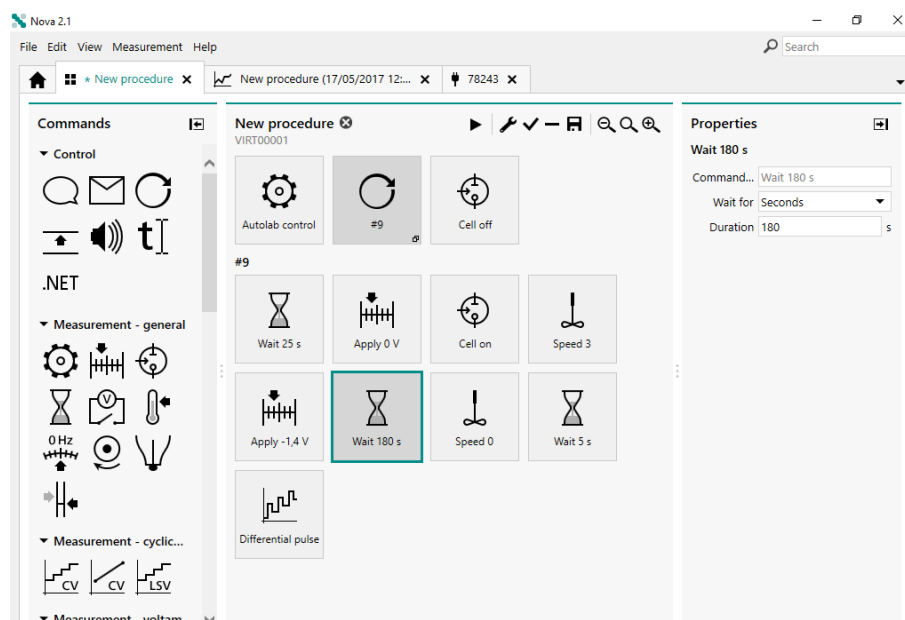 Nova 2.1
File Edit View Measurement Help
Search
* New procedure
New procedure (17/05/2017 12:...
78243
Commands
Control
t
.NET
Measurement - general
V
0 Hz
Measurement - cyclic...
CV CV LSV
Measurement - voltam
New procedure
VIRT00001
Autolab control #9 Cell off
#9
Wait 25 s Apply 0 V Cell on Speed 3
Apply -1,4 V Wait 180 s Speed 0 Wait 5 s
Differential pulse
Properties
Wait 180 s
Command... Wait 180 s
Wait for Seconds
Duration 180 s